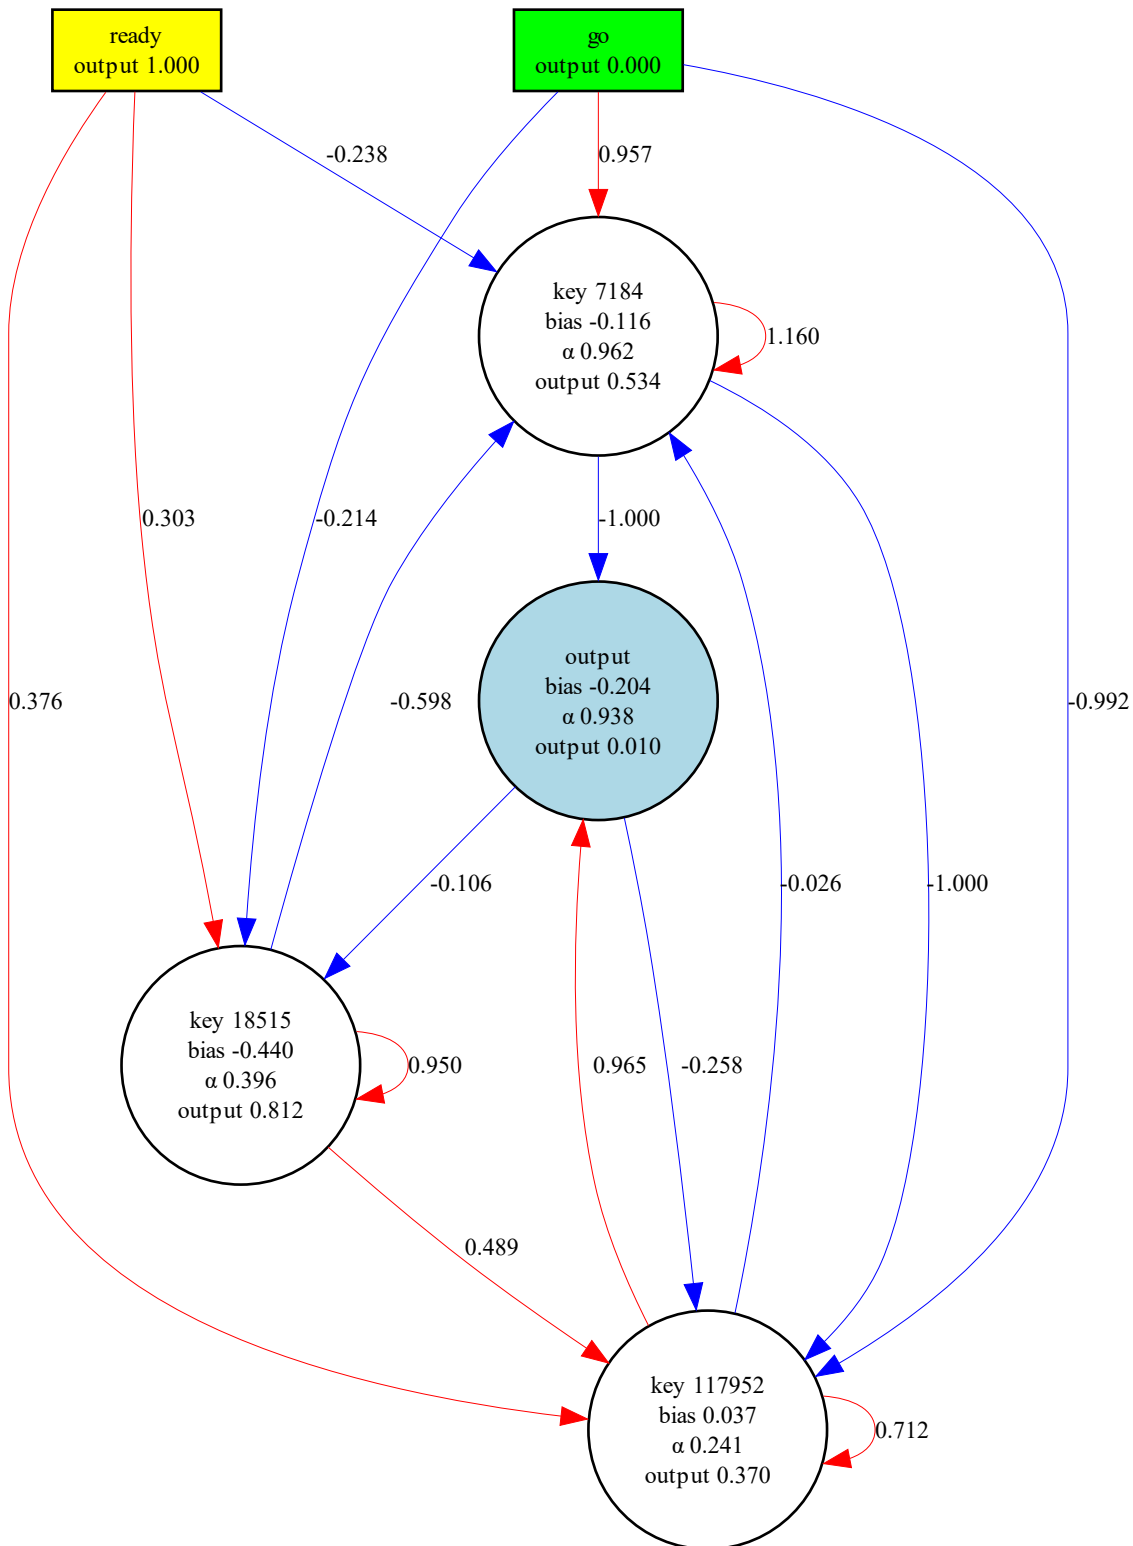 ready
output 1.000
go
output 0.000
-0.238
0.957
key 7184
bias -0.116
α 0.962
output 0.534
1.160
0.303
-0.214
-1.000
output
bias -0.204
α 0.938
output 0.010
0.376
-0.598
-0.992
-0.106
-0.026
-1.000
key 18515
bias -0.440
α 0.396
output 0.812
0.950
0.965
-0.258
0.489
key 117952
bias 0.037
α 0.241
output 0.370
0.712